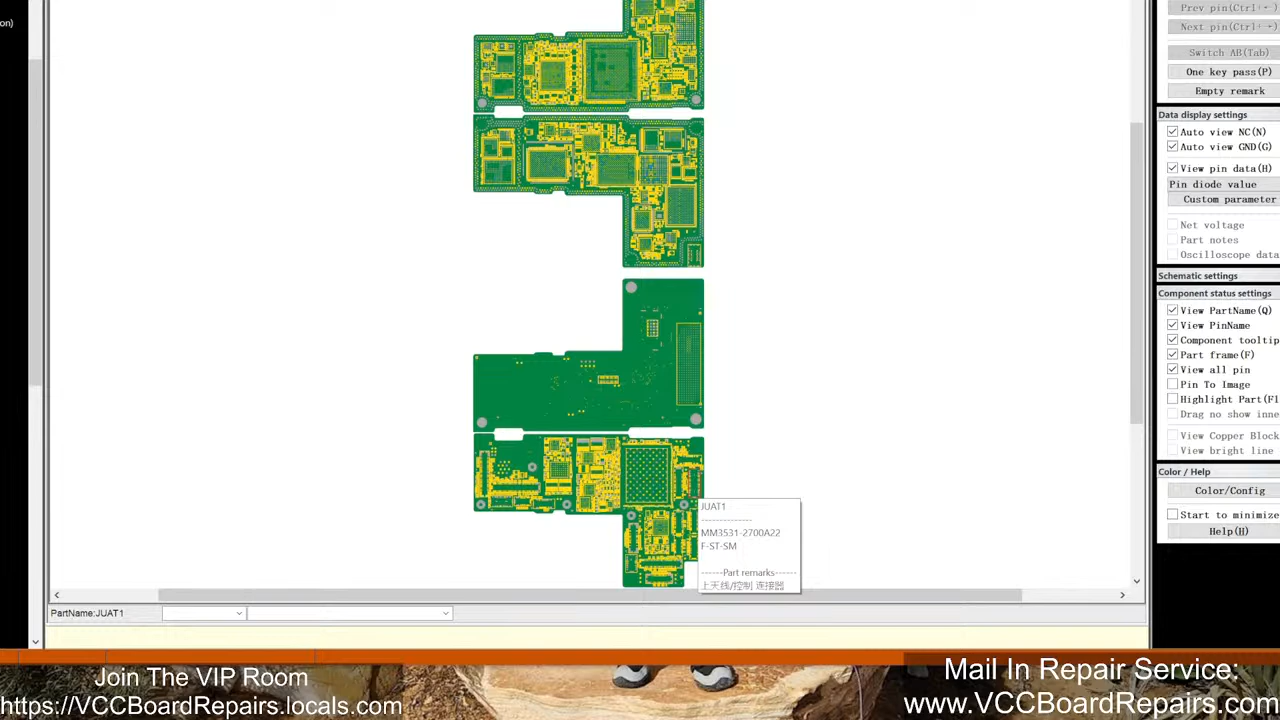 on)
Prev pin(Ctrl+-)
Next pin(Ctrl+-)
Switch AB(Tab)
One key pass(P)
Empty remark
Data display settings
Auto view NC(N)
Auto view GND(G)
View pin data(H)
Pin diode value
Custom parameter
Net voltage
Part notes
Oscilloscope data
Schematic settings
Component status settings
View PartName(Q)
View PinName
Component tooltip
Part frame(F)
View all pin
Pin To Image
Highlight Part(F1
Drag no show inne
View Copper Block
View bright line
Color / Help
Color/Config
Start to minimize
Help(H)
JUAT1
---------------
MM3531-2700A22
F-ST-SM
------Part remarks------
上天线/控制 连接器
PartName:JUAT1
Join The VIP Room
https://VCCBoardRepairs.locals.com
Mail In Repair Service:
www.VCCBoardRepairs.com